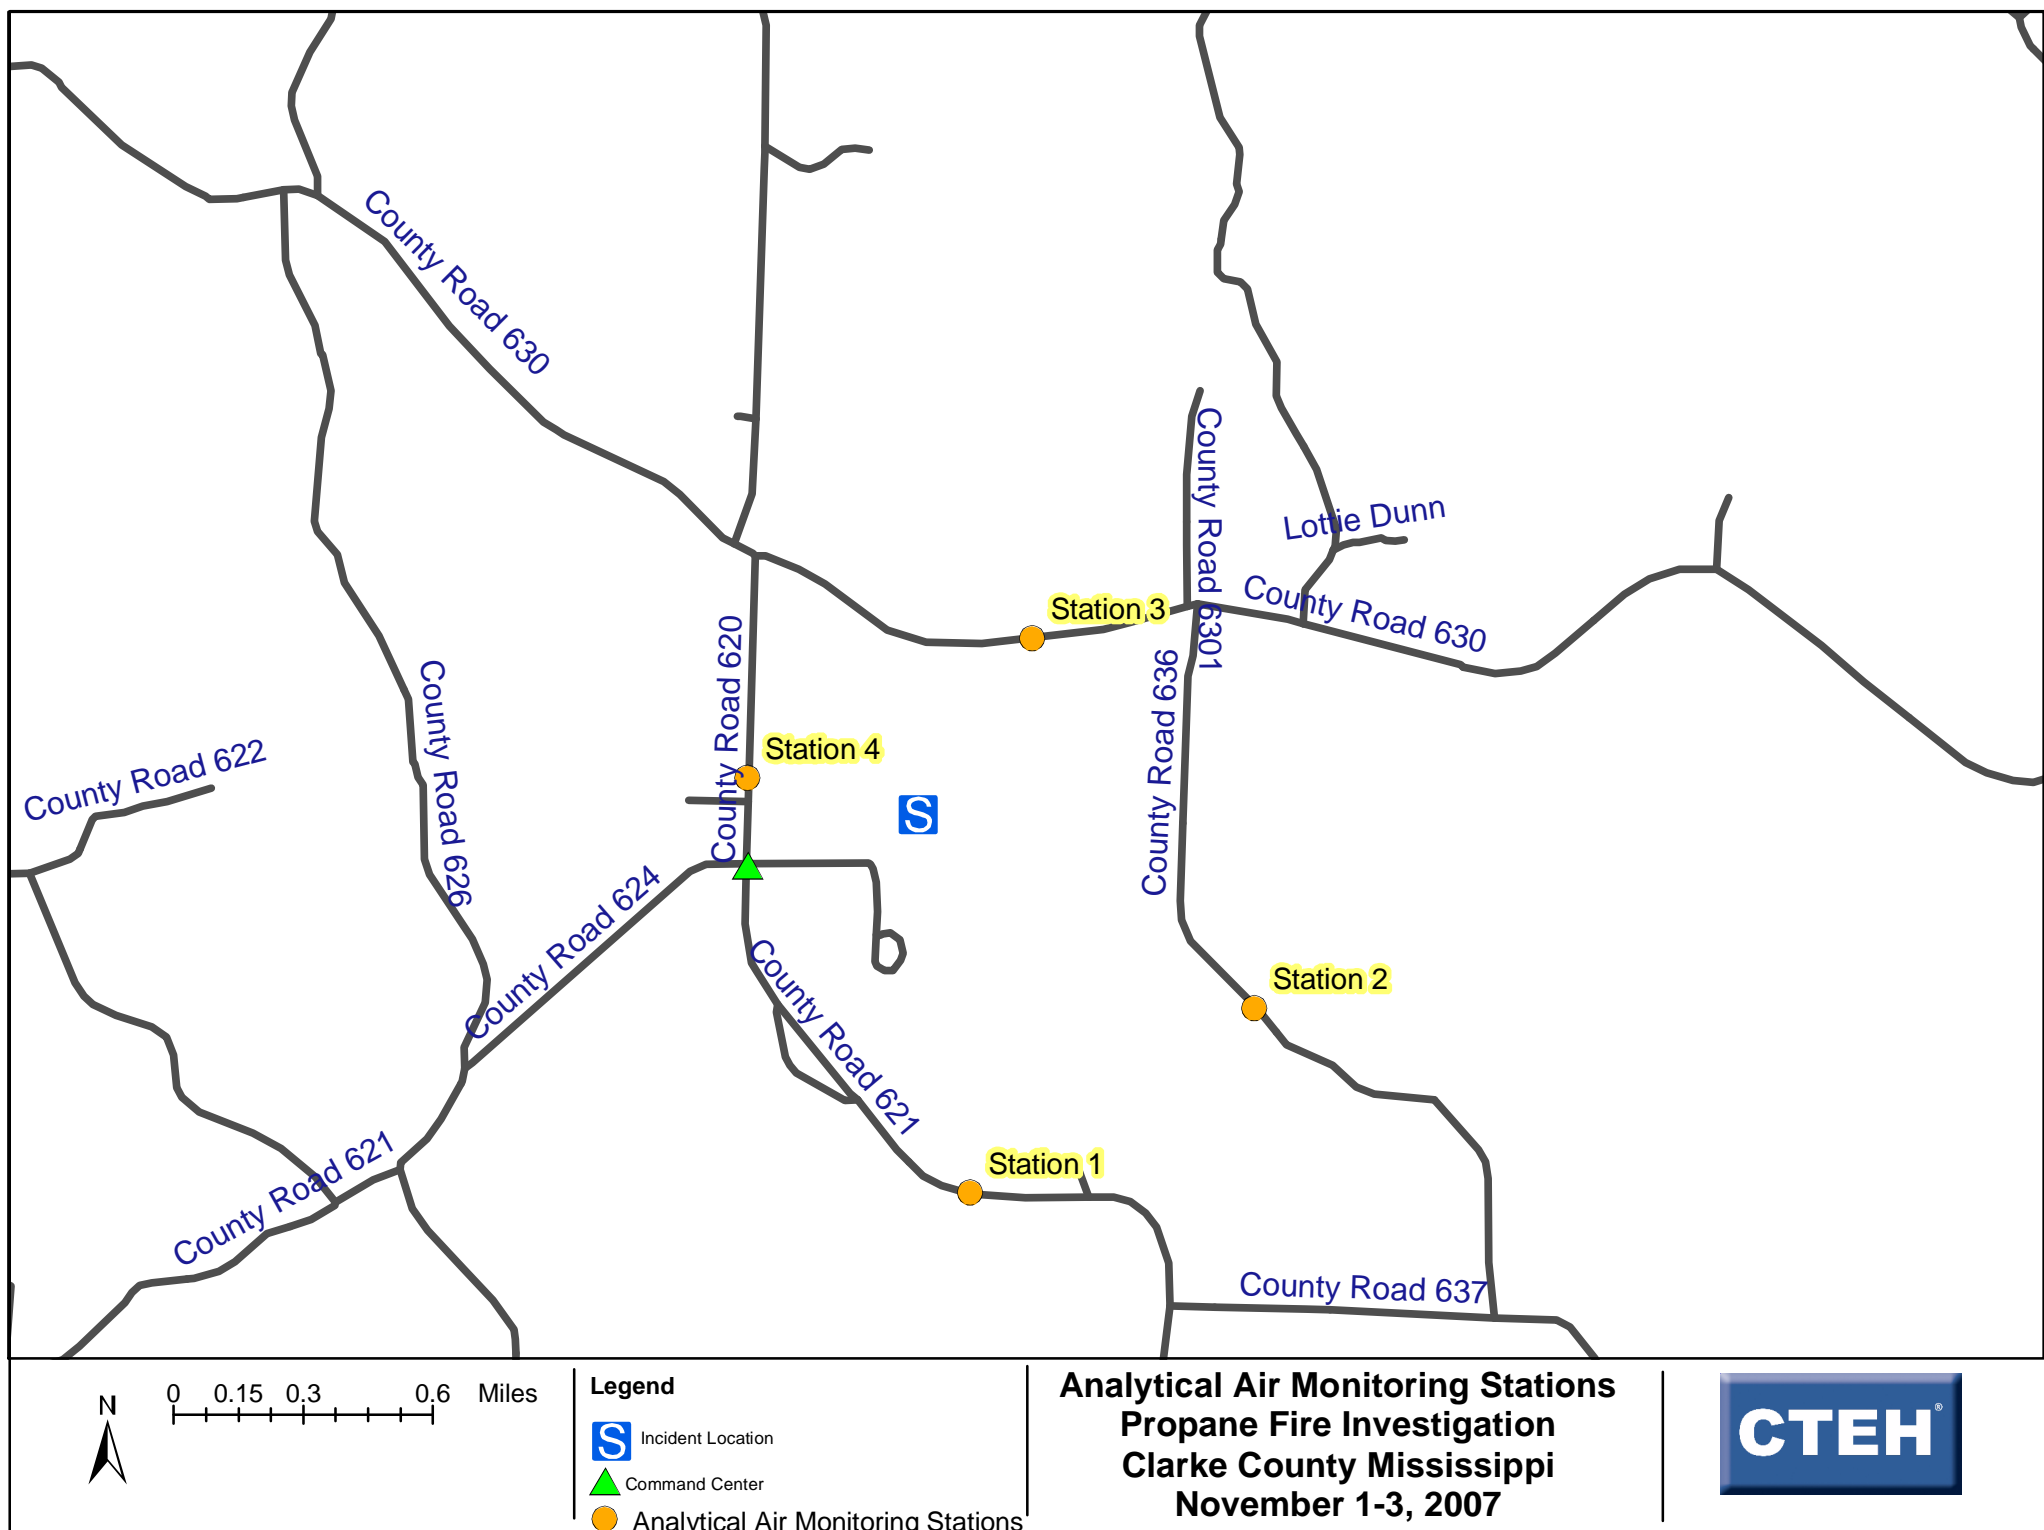 County Road 630
County Road 6301
Lottie Dunn
County Road 630
Station 3
County Road 620
County Road 636
County Road 626
Station 4
County Road 622
S
County Road 624
County Road 621
Station 2
Station 1
County Road 621
County Road 637
N
0 0.15 0.3 0.6 Miles
Legend
S Incident Location
Command Center
Analytical Air Monitoring Stations
Analytical Air Monitoring Stations
Propane Fire Investigation
Clarke County Mississippi
November 1-3, 2007
CTEH®